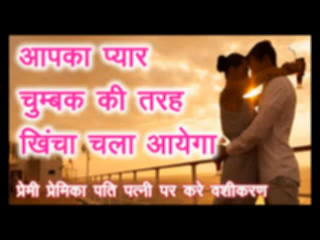 आपका प्यार
चुम्बक की तरह
खिंचा चला आयेगा
प्रेमी प्रेमिका पति पत्नी पर करे वशीकरण